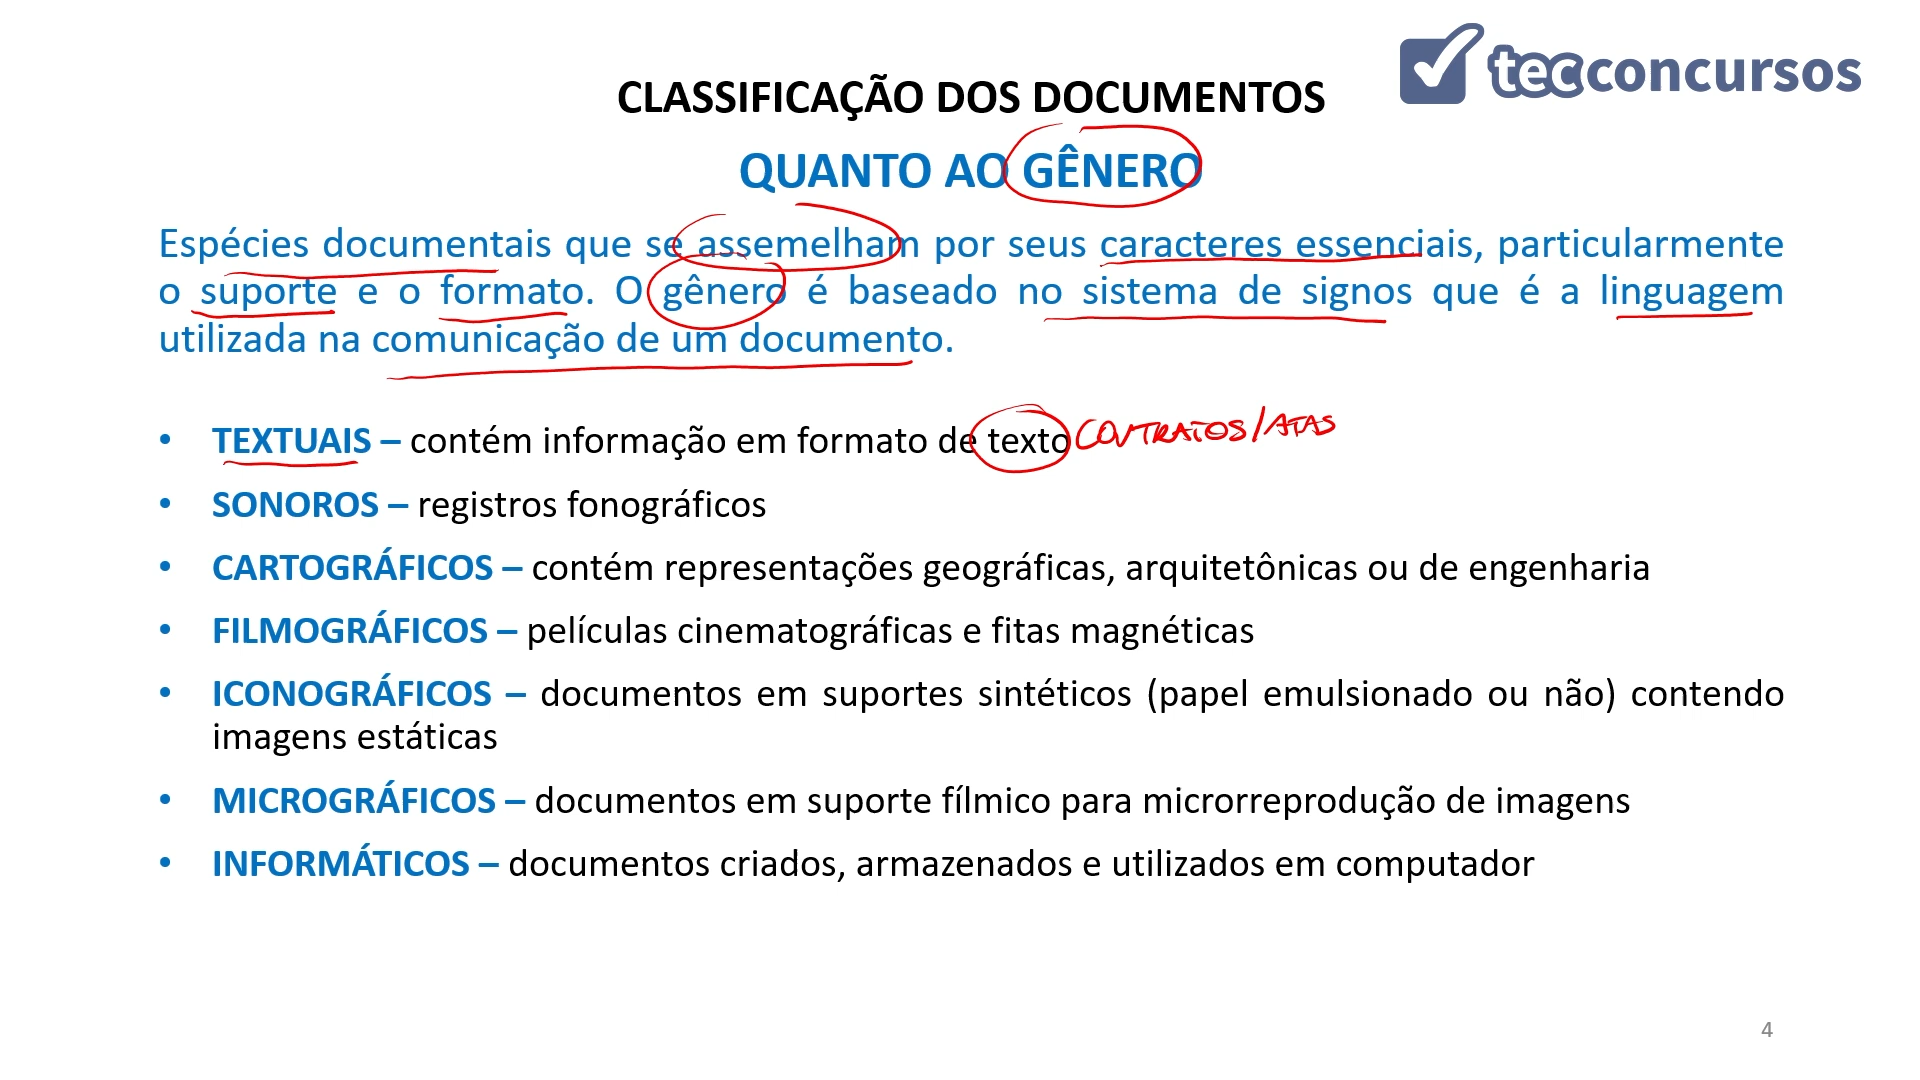 tecconcursos
CLASSIFICAÇÃO DOS DOCUMENTOS
QUANTO AO GÊNERO
Espécies documentais que se assemelham por seus caracteres essenciais, particularmente
o suporte e o formato. O gênero é baseado no sistema de signos que é a linguagem
utilizada na comunicação de um documento.
• TEXTUAIS – contém informação em formato de texto CONTRATOS/ATAS
• SONOROS – registros fonográficos
• CARTOGRÁFICOS – contém representações geográficas, arquitetônicas ou de engenharia
• FILMOGRÁFICOS – películas cinematográficas e fitas magnéticas
• ICONOGRÁFICOS – documentos em suportes sintéticos (papel emulsionado ou não) contendo
imagens estáticas
• MICROGRÁFICOS – documentos em suporte fílmico para microrreprodução de imagens
• INFORMÁTICOS – documentos criados, armazenados e utilizados em computador
4